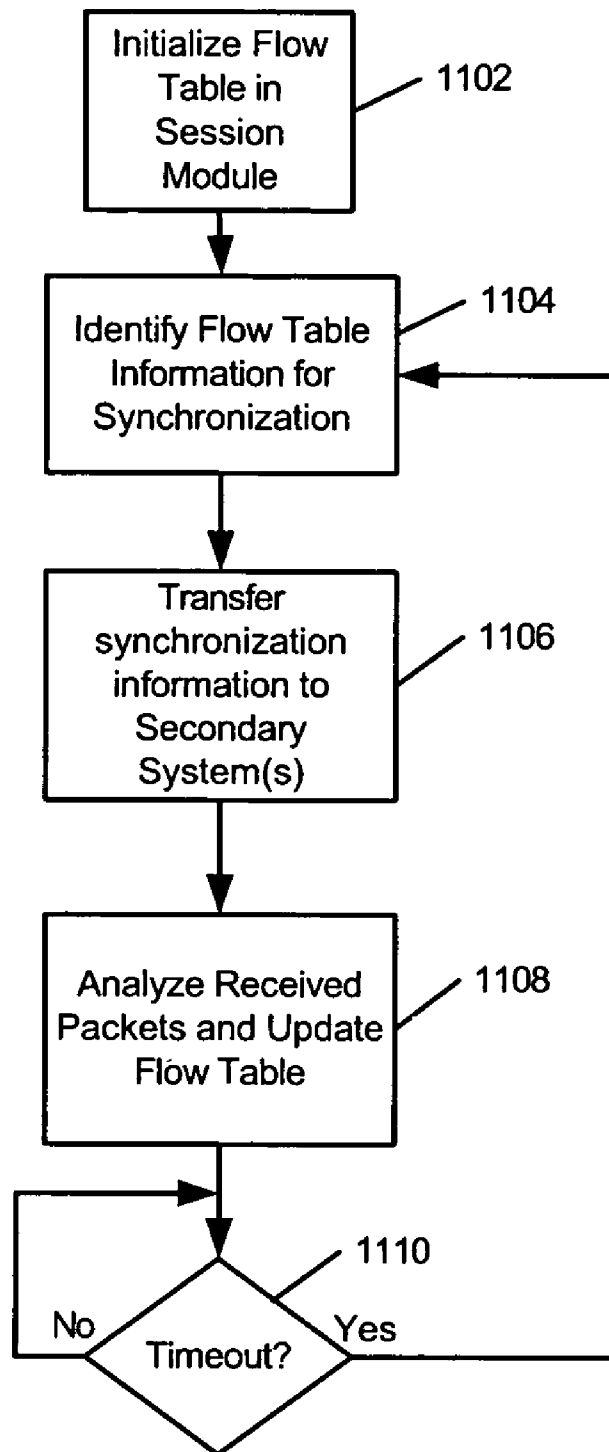 Initialize Flow
Table in
Session
Module
1102
1104
Identify Flow Table
Information for
Synchronization
Transfer
synchronization
information to
Secondary
System(s)
1106
Analyze Received
Packets and Update
Flow Table
1108
1110
No
Timeout?
Yes